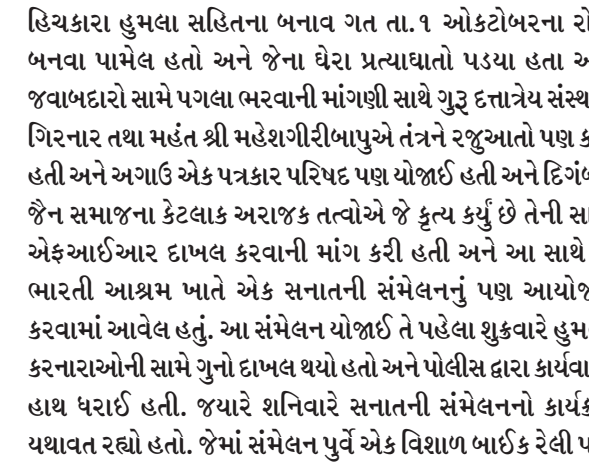 હિચકારા હુમલા સહિતના બનાવ ગત તા.૧ ઓકટોબરના રો
બનવા પામેલ હતો અને જેના ઘેરા પ્રત્યાઘાતો પડયા હતા અ
જવાબદારો સામે પગલા ભરવાની માંગણી સાથે ગુરૂ દત્તાત્રેય સંસ્થ
ગિરનાર તથા મહંત શ્રી મહેશગીરીબાપુએ તંત્રને રજુઆતો પણ ક
હતી અને અગાઉ એક પત્રકાર પરિષદ પણ યોજાઈ હતી અને દિગંબ
જૈન સમાજના કેટલાક અરાજક તત્વોએ જે કૃત્ય કર્યું છે તેની સા
એફઆઈઆર દાખલ કરવાની માંગ કરી હતી અને આ સાથે
ભારતી આશ્રમ ખાતે એક સનાતની સંમેલનનું પણ આયોજ
કરવામાં આવેલ હતું. આ સંમેલન યોજાઈ તે પહેલા શુક્રવારે હુમ
કરનારાઓની સામે ગુનો દાખલ થયો હતો અને પોલીસ દ્વારા કાર્યવા
હાથ ધરાઈ હતી. જયારે શનિવારે સનાતની સંમેલનનો કાર્યક્ર
યથાવત રહ્યો હતો. જેમાં સંમેલન પુર્વે એક વિશાળ બાઈક રેલી પ